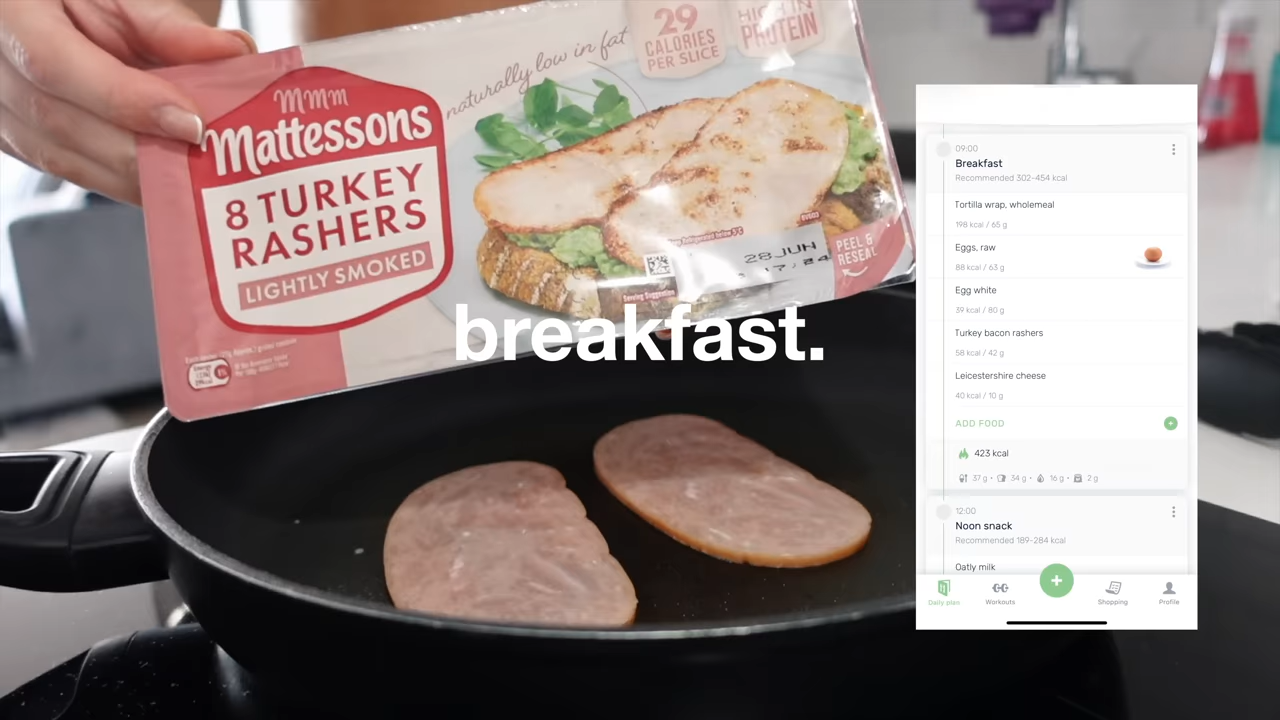 29
CALORIES
PER SLICE
HIGH IN
PROTEIN
naturally low in fat
mmm
Mattessons
8 TURKEY
RASHERS
LIGHTLY SMOKED
28 JUN
PEEL &
RESEAL
Serving Suggestion
breakfast.
09:00
Breakfast
Recommended 302-454 kcal
Tortilla wrap, wholemeal
198 kcal / 65 g
Eggs, raw
88 kcal / 63 g
Egg white
39 kcal / 80 g
Turkey bacon rashers
58 kcal / 42 g
Leicestershire cheese
40 kcal / 10 g
ADD FOOD
423 kcal
37 g • 34 g • 16 g • 2 g
12:00
Noon snack
Recommended 189-284 kcal
Oatly milk
Daily plan
Workouts
Shopping
Profile